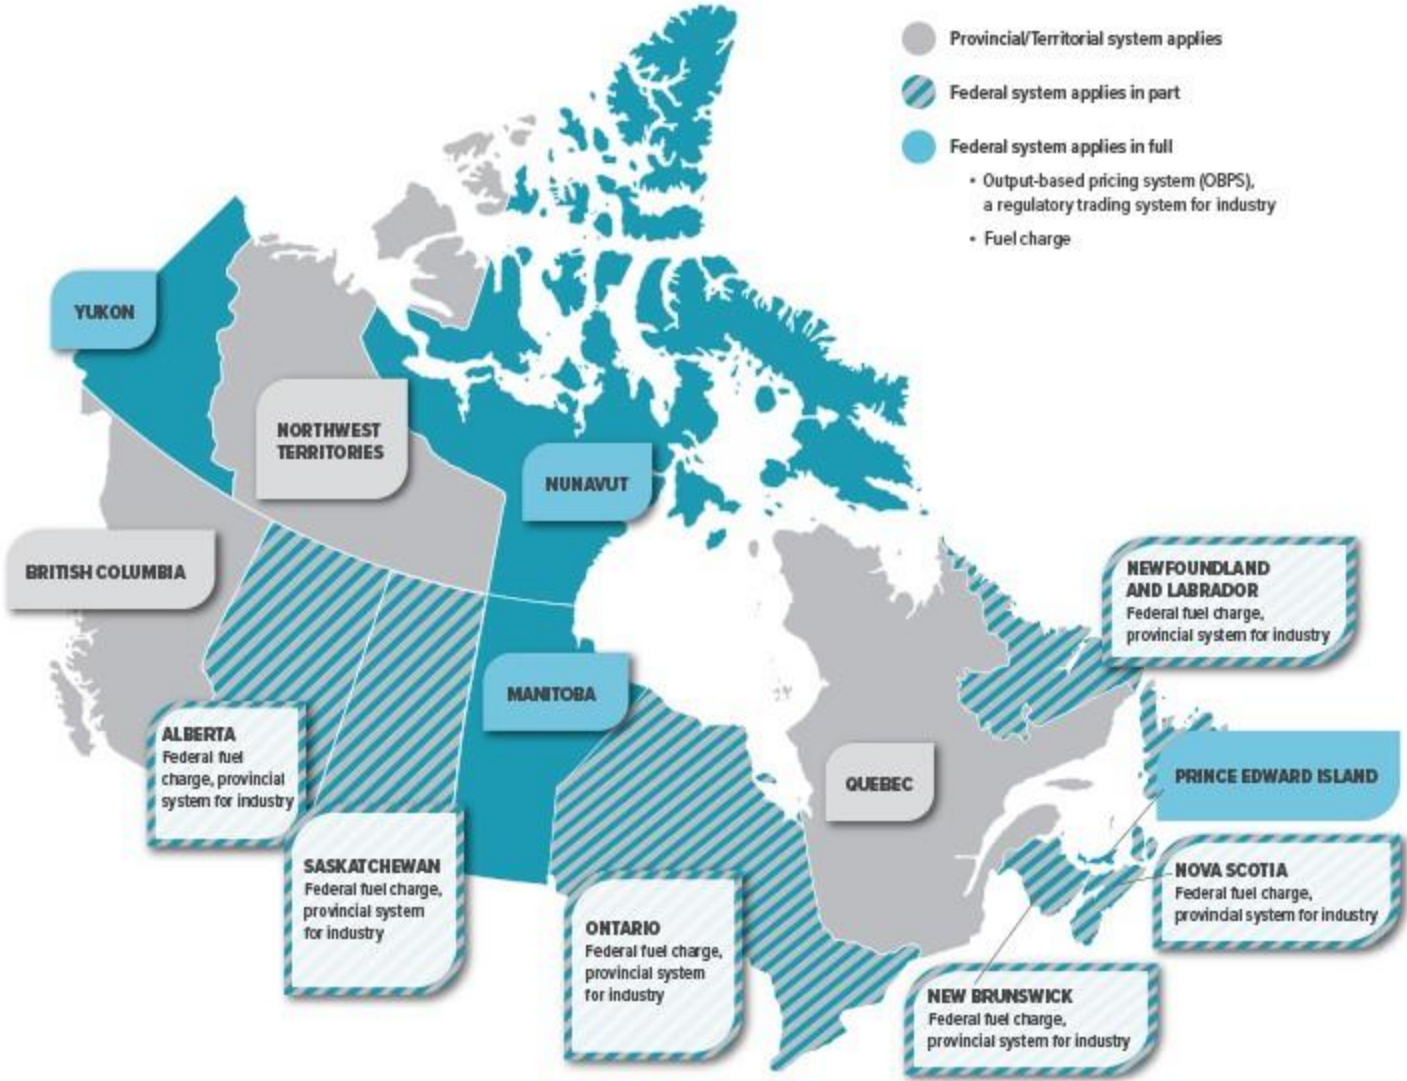 Provincial/Territorial system applies
Federal system applies in part
Federal system applies in full
• Output-based pricing system (OBPS),
a regulatory trading system for industry
• Fuel charge
YUKON
NORTHWEST
TERRITORIES
NUNAVUT
BRITISH COLUMBIA
NEWFOUNDLAND
AND LABRADOR
Federal fuel charge,
provincial system for industry
MANITOBA
ALBERTA
Federal fuel
charge, provincial
system for industry
QUEBEC
PRINCE EDWARD ISLAND
SASKATCHEWAN
Federal fuel charge,
provincial system
for industry
NOVA SCOTIA
Federal fuel charge,
provincial system for industry
ONTARIO
Federal fuel charge,
provincial system
for industry
NEW BRUNSWICK
Federal fuel charge,
provincial system for industry